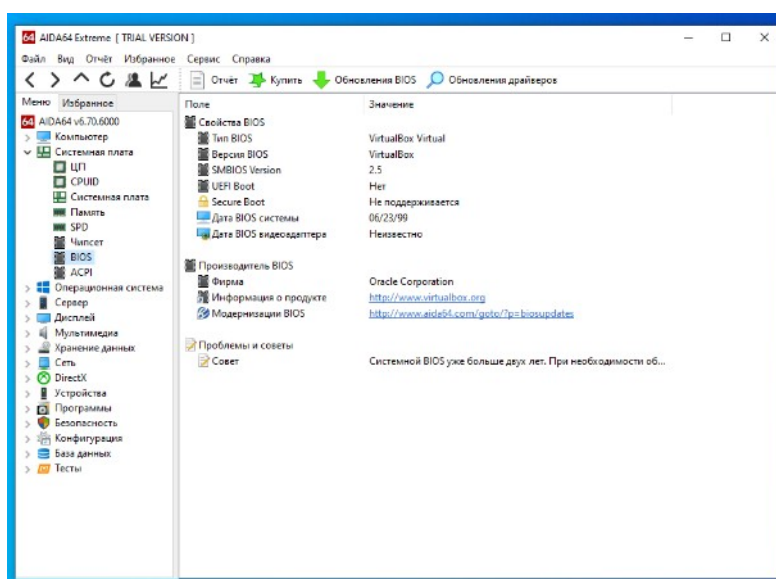 AIDA64 Extreme [ TRIAL VERSION ]
Файл Вид Отчёт Избранное Сервис Справка
Отчёт Купить Обновления BIOS Обновления драйверов
Меню Избранное
Поле Значение
AIDA64 v6.70.6000
Компьютер
Системная плата
ЦП
CPUID
Системная плата
Память
SPD
Чипсет
BIOS
ACPI
Операционная система
Сервер
Дисплей
Мультимедиа
Хранение данных
Сеть
DirectX
Устройства
Программы
Безопасность
Конфигурация
База данных
Тесты
Свойства BIOS
Тип BIOS VirtualBox Virtual
Версия BIOS VirtualBox
SMBIOS Version 2.5
UEFI Boot Нет
Secure Boot Не поддерживается
Дата BIOS системы 06/23/99
Дата BIOS видеоадаптера Неизвестно
Производитель BIOS
Фирма Oracle Corporation
Информация о продукте http://www.virtualbox.org
Модернизации BIOS http://www.aida64.com/goto/?p=biosupdates
Проблемы и советы
Совет Системной BIOS уже больше двух лет. При необходимости об...